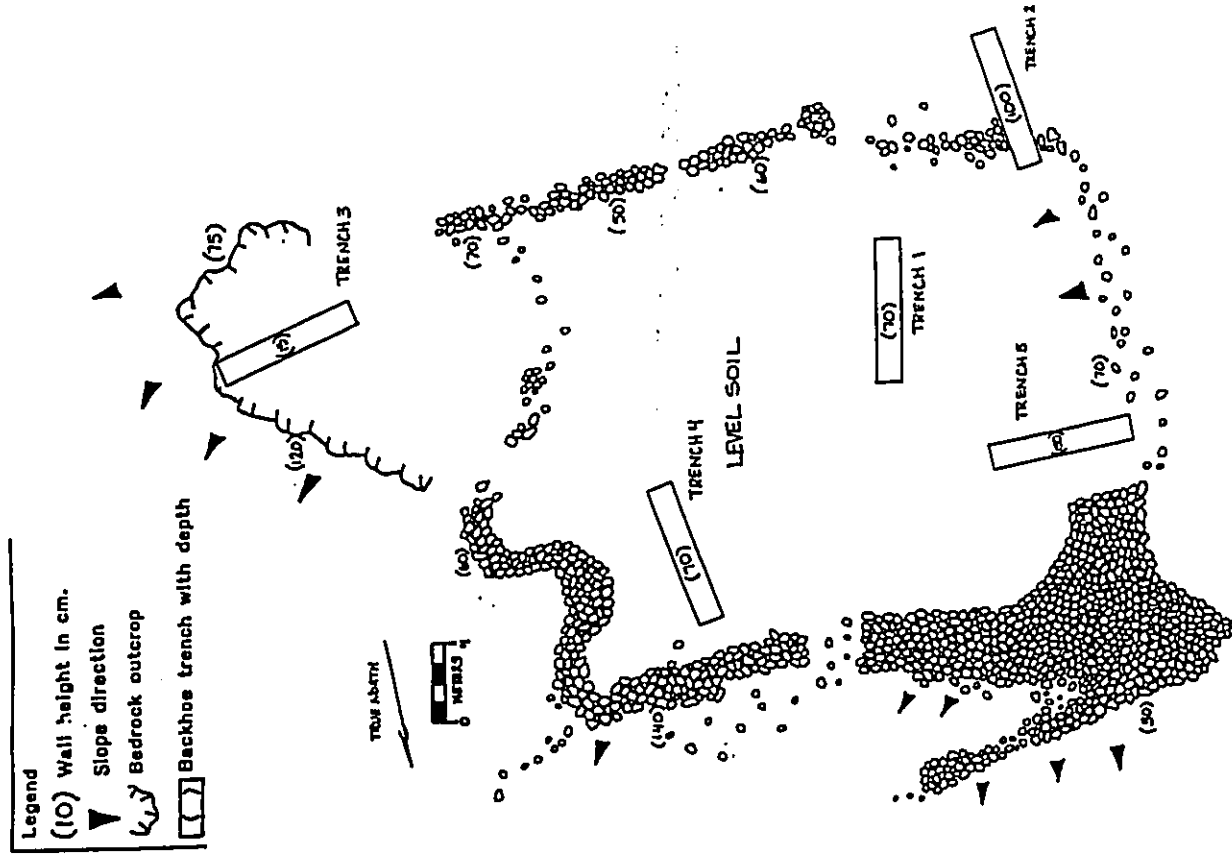 Legend
(10) Wall height in cm.
Slope direction
Bedrock outcrop
( ) Backhoe trench with depth
TRUE NORTH
0 4
METERS
(75)
TRENCH 3
(120)
(60)
(70)
(50)
(60)
TRENCH 4
(70)
LEVEL SOIL
(140)
(70)
TRENCH 1
TRENCH 2
(100)
TRENCH 5
(70)
(50)